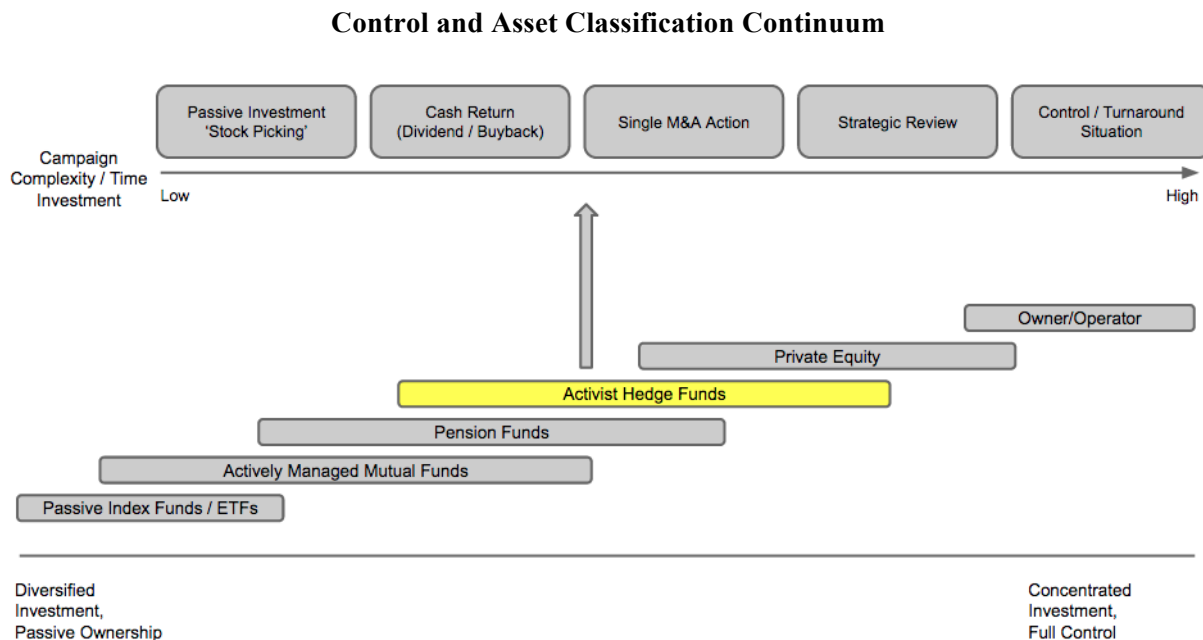 Control and Asset Classification Continuum
Passive Investment
'Stock Picking'
Cash Return
(Dividend / Buyback)
Single M&A Action
Strategic Review
Control / Turnaround
Situation
Campaign
Complexity / Time
Investment
Low
High
Owner/Operator
Private Equity
Activist Hedge Funds
Pension Funds
Actively Managed Mutual Funds
Passive Index Funds / ETFs
Diversified
Investment,
Passive Ownership
Concentrated
Investment,
Full Control